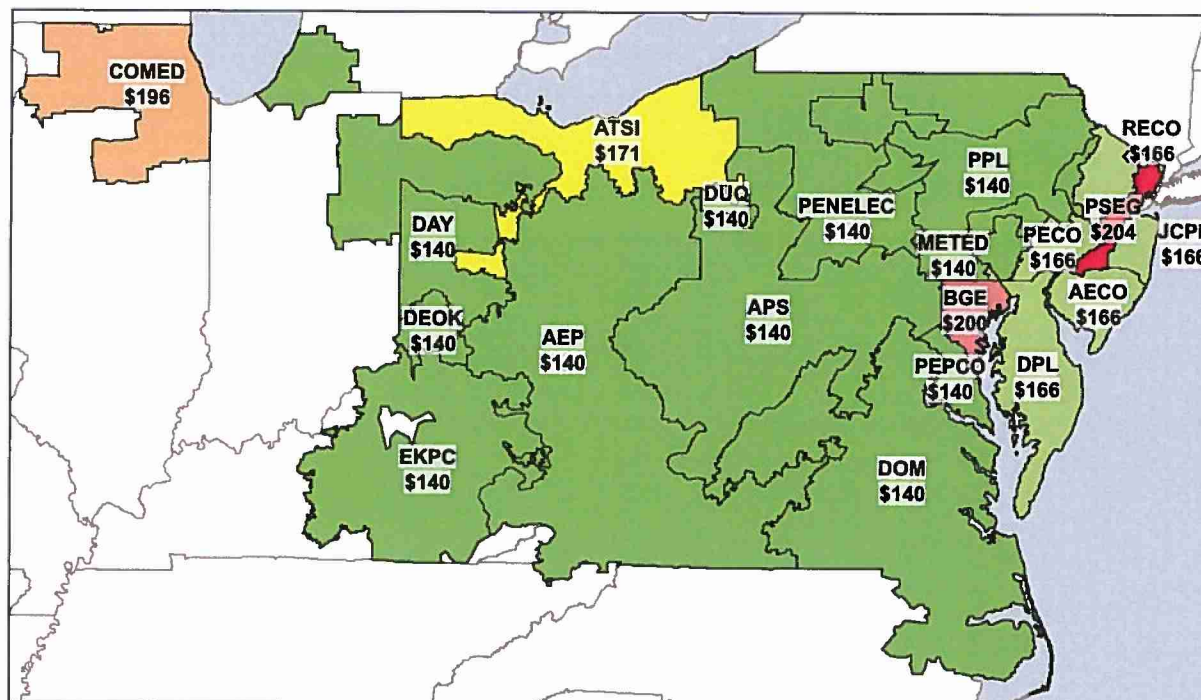 COMED
$196
ATSI
$171
RECO
$166
PPL
$140
DUQ
$140
PENELEC
$140
PSEG
$204
JCPL
$166
DAY
$140
METED
$140
PECO
$166
BGE
$200
AECO
$166
DEOK
$140
AEP
$140
APS
$140
PEPCO
$140
DPL
$166
EKPC
$140
DOM
$140